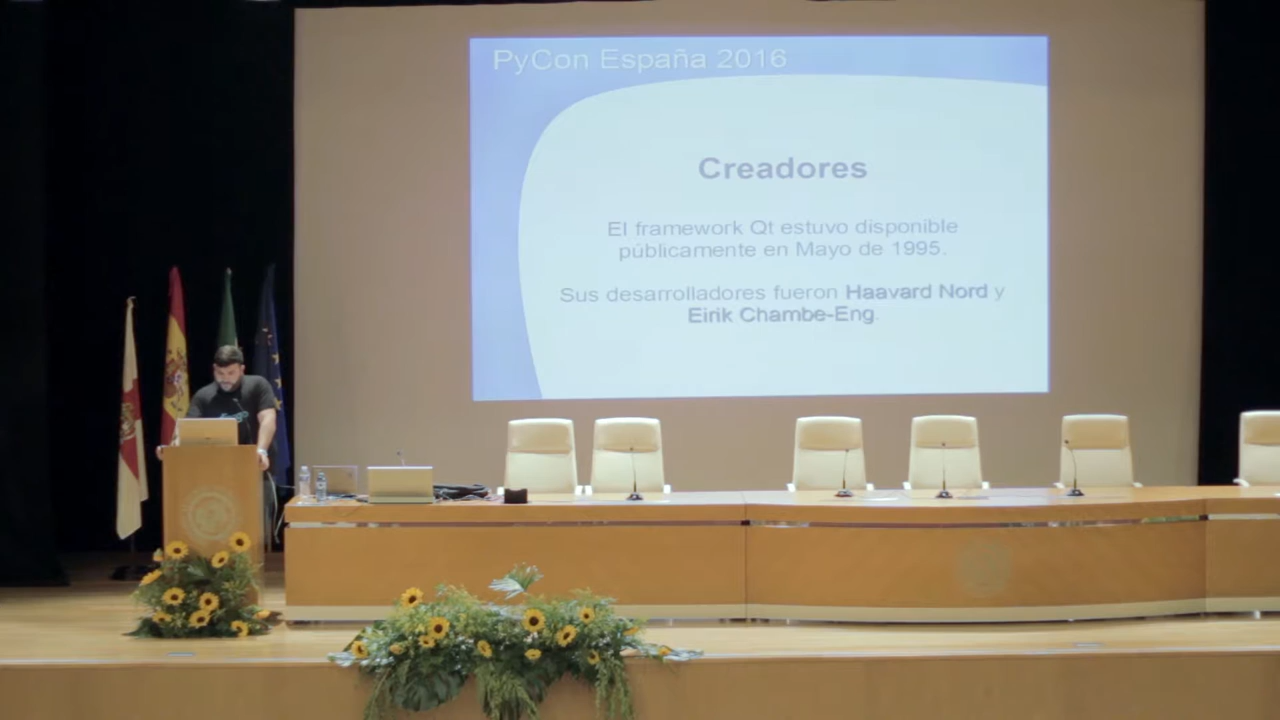 PyCon España 2016
Creadores
El framework Qt estuvo disponible
públicamente en Mayo de 1995.
Sus desarrolladores fueron Haavard Nord y
Eirik Chambe-Eng.